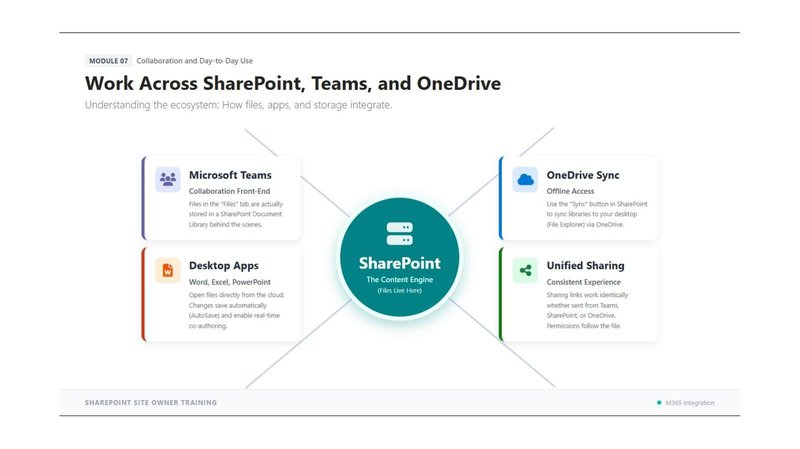 MODULE 07 Collaboration and Day-to-Day Use
Work Across SharePoint, Teams, and OneDrive
Understanding the ecosystem: How files, apps, and storage integrate.
Microsoft Teams
Collaboration Front-End
Files in the "Files" tab are actually
stored in a SharePoint Document
Library behind the scenes.
Desktop Apps
Word, Excel, PowerPoint
Open files directly from the cloud.
Changes save automatically
(AutoSave) and enable real-time
co-authoring.
SharePoint
The Content Engine
(Files Live Here)
OneDrive Sync
Offline Access
Use the "Sync" button in SharePoint
to sync libraries to your desktop
(File Explorer) via OneDrive.
Unified Sharing
Consistent Experience
Sharing links work identically
whether sent from Teams,
SharePoint, or OneDrive.
Permissions follow the file.
SHAREPOINT SITE OWNER TRAINING
M365 Integration